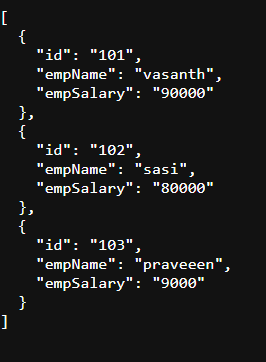 [
  {
    "id": "101",
    "empName": "vasanth",
    "empSalary": "90000"
  },
  {
    "id": "102",
    "empName": "sasi",
    "empSalary": "80000"
  },
  {
    "id": "103",
    "empName": "praveeen",
    "empSalary": "9000"
  }
]